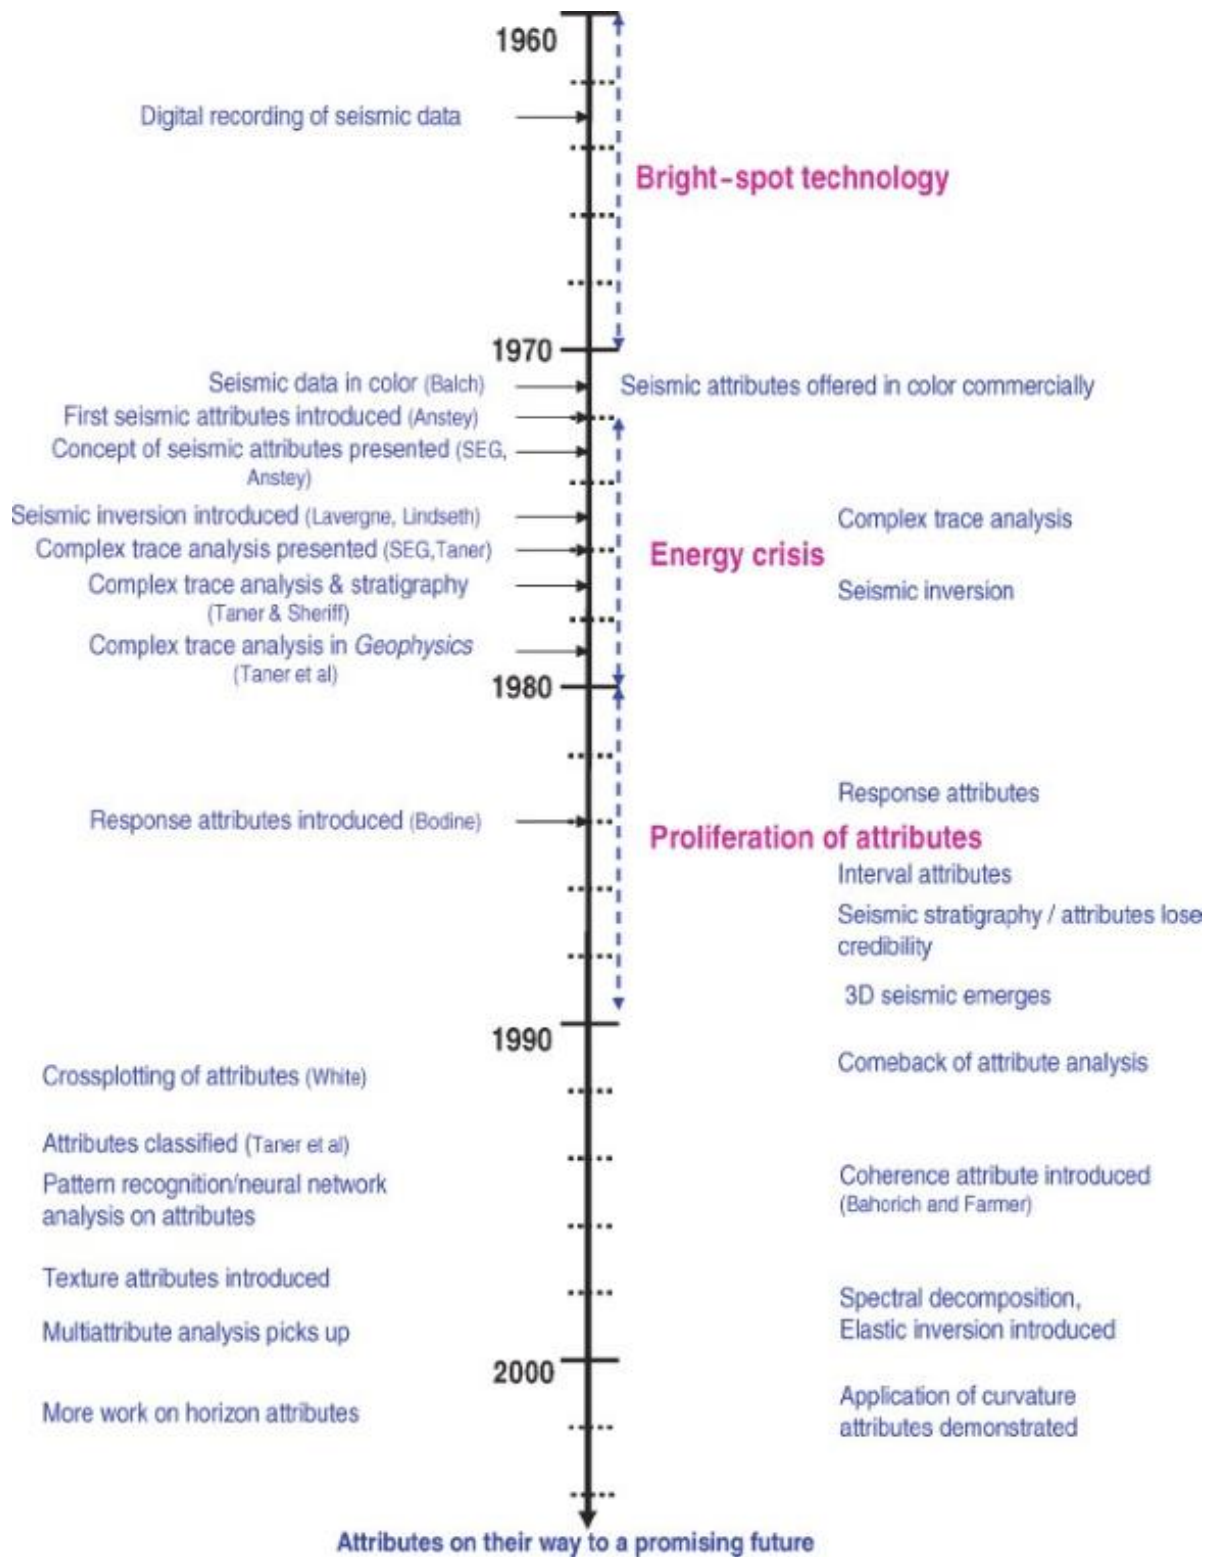 1960
Digital recording of seismic data
Bright-spot technology
1970
Seismic data in color (Balch)
Seismic attributes offered in color commercially
First seismic attributes introduced (Anstey)
Concept of seismic attributes presented (SEG,
Anstey)
Seismic inversion introduced (Lavergne, Lindseth)
Complex trace analysis
Complex trace analysis presented (SEG,Taner)
Energy crisis
Complex trace analysis & stratigraphy
(Taner & Sheriff)
Seismic inversion
Complex trace analysis in Geophysics
(Taner et al)
1980
Response attributes
Response attributes introduced (Bodine)
Proliferation of attributes
Interval attributes
Seismic stratigraphy / attributes lose
credibility
3D seismic emerges
1990
Comeback of attribute analysis
Crossplotting of attributes (White)
Attributes classified (Taner et al)
Pattern recognition/neural network
analysis on attributes
Coherence attribute introduced
(Bahorich and Farmer)
Texture attributes introduced
Spectral decomposition,
Elastic inversion introduced
Multiattribute analysis picks up
2000
More work on horizon attributes
Application of curvature
attributes demonstrated
Attributes on their way to a promising future